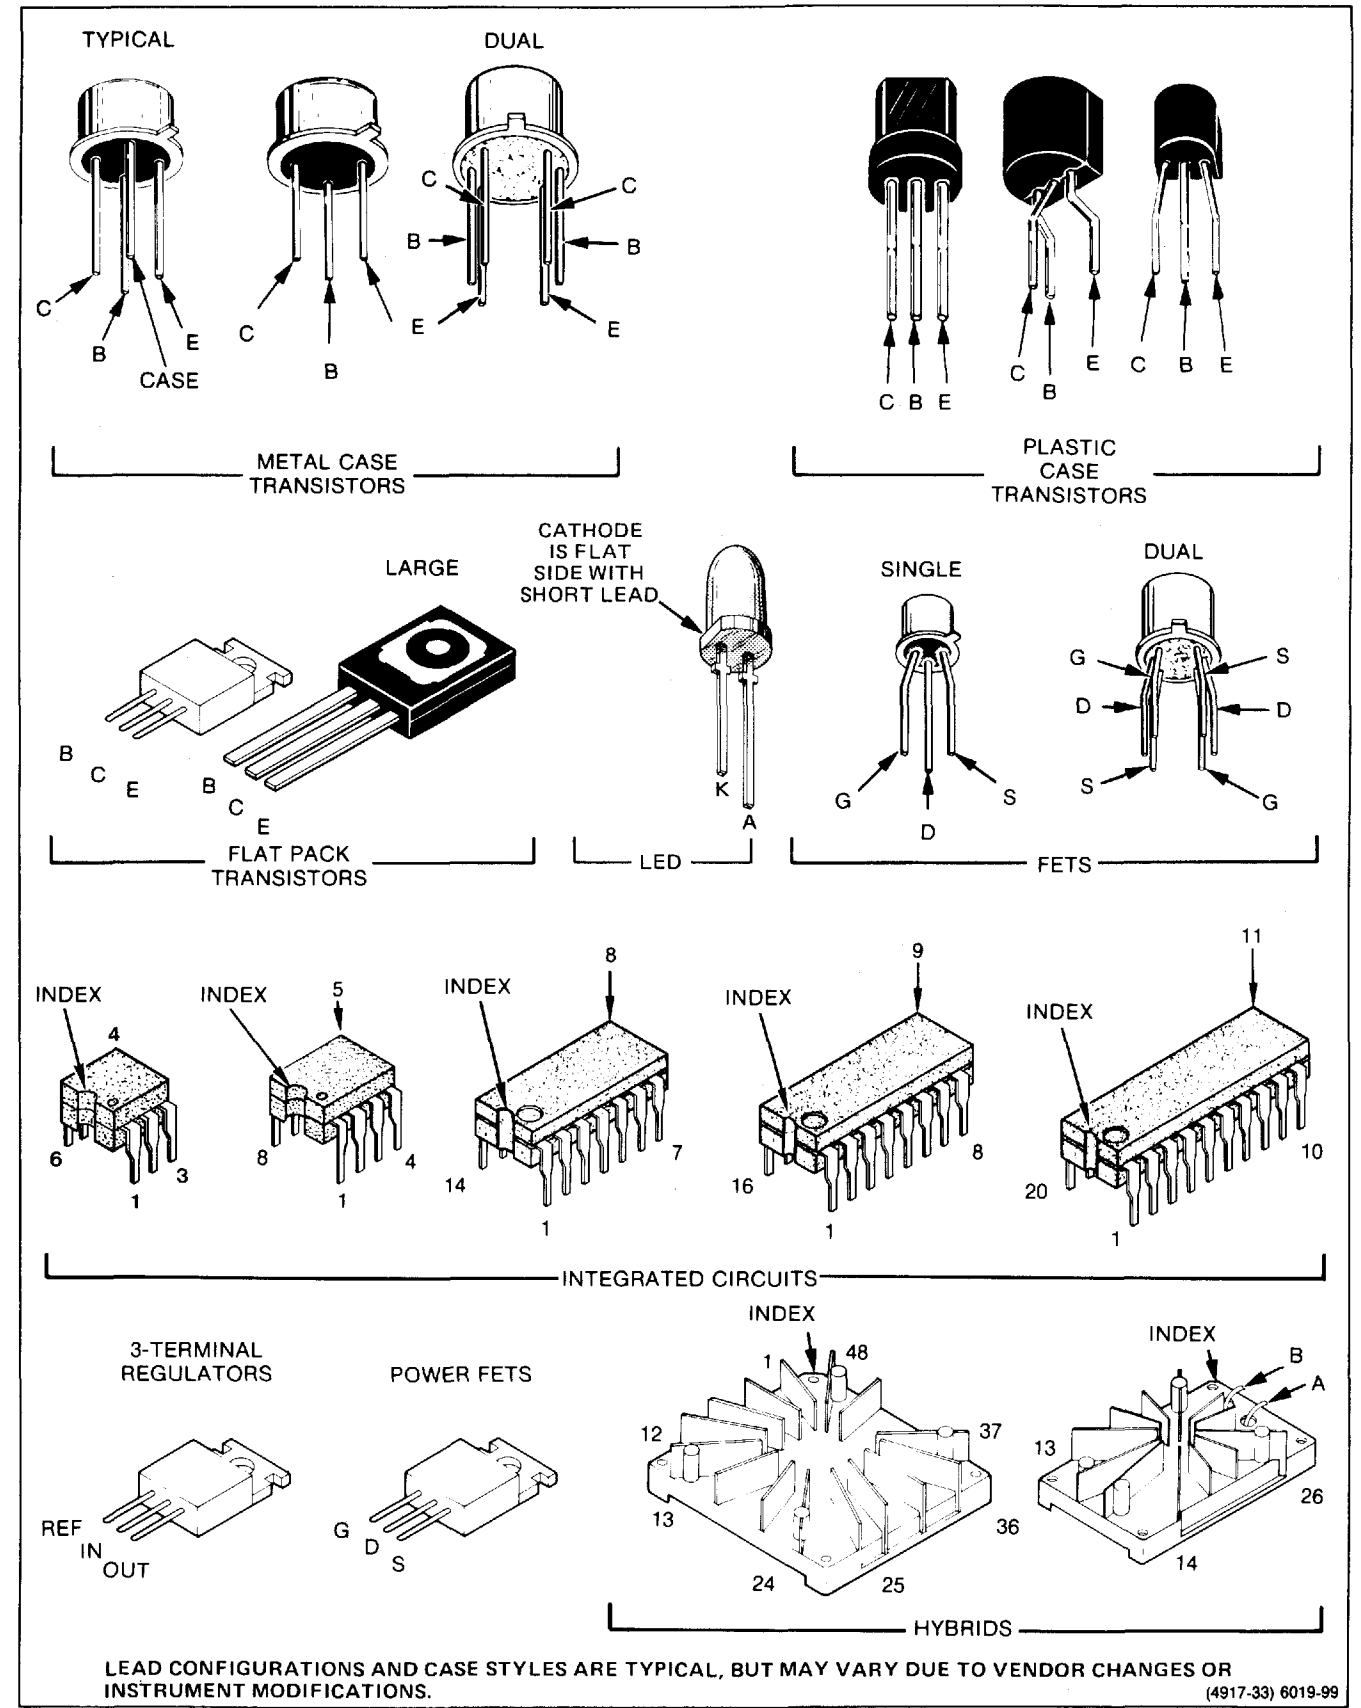 TYPICAL
DUAL
C
B
CASE
E
C
B
E
C
B
E
C
B
E
METAL CASE
TRANSISTORS
C B E
C
B
E
C
B
E
PLASTIC
CASE
TRANSISTORS
LARGE
B
C
E
B
C
E
FLAT PACK
TRANSISTORS
CATHODE
IS FLAT
SIDE WITH
SHORT LEAD
K
A
LED
SINGLE
DUAL
G
D
S
G
D
S
S
D
G
FETS
INDEX
4
6
1
3
INDEX
5
8
1
4
INDEX
8
14
1
7
INDEX
9
16
1
8
INDEX
11
20
1
10
INTEGRATED CIRCUITS
3-TERMINAL
REGULATORS
REF
IN
OUT
POWER FETS
G
D
S
INDEX
1
48
12
37
13
36
24
25
INDEX
B
A
13
26
14
HYBRIDS
LEAD CONFIGURATIONS AND CASE STYLES ARE TYPICAL, BUT MAY VARY DUE TO VENDOR CHANGES OR
INSTRUMENT MODIFICATIONS.
(4917-33) 6019-99